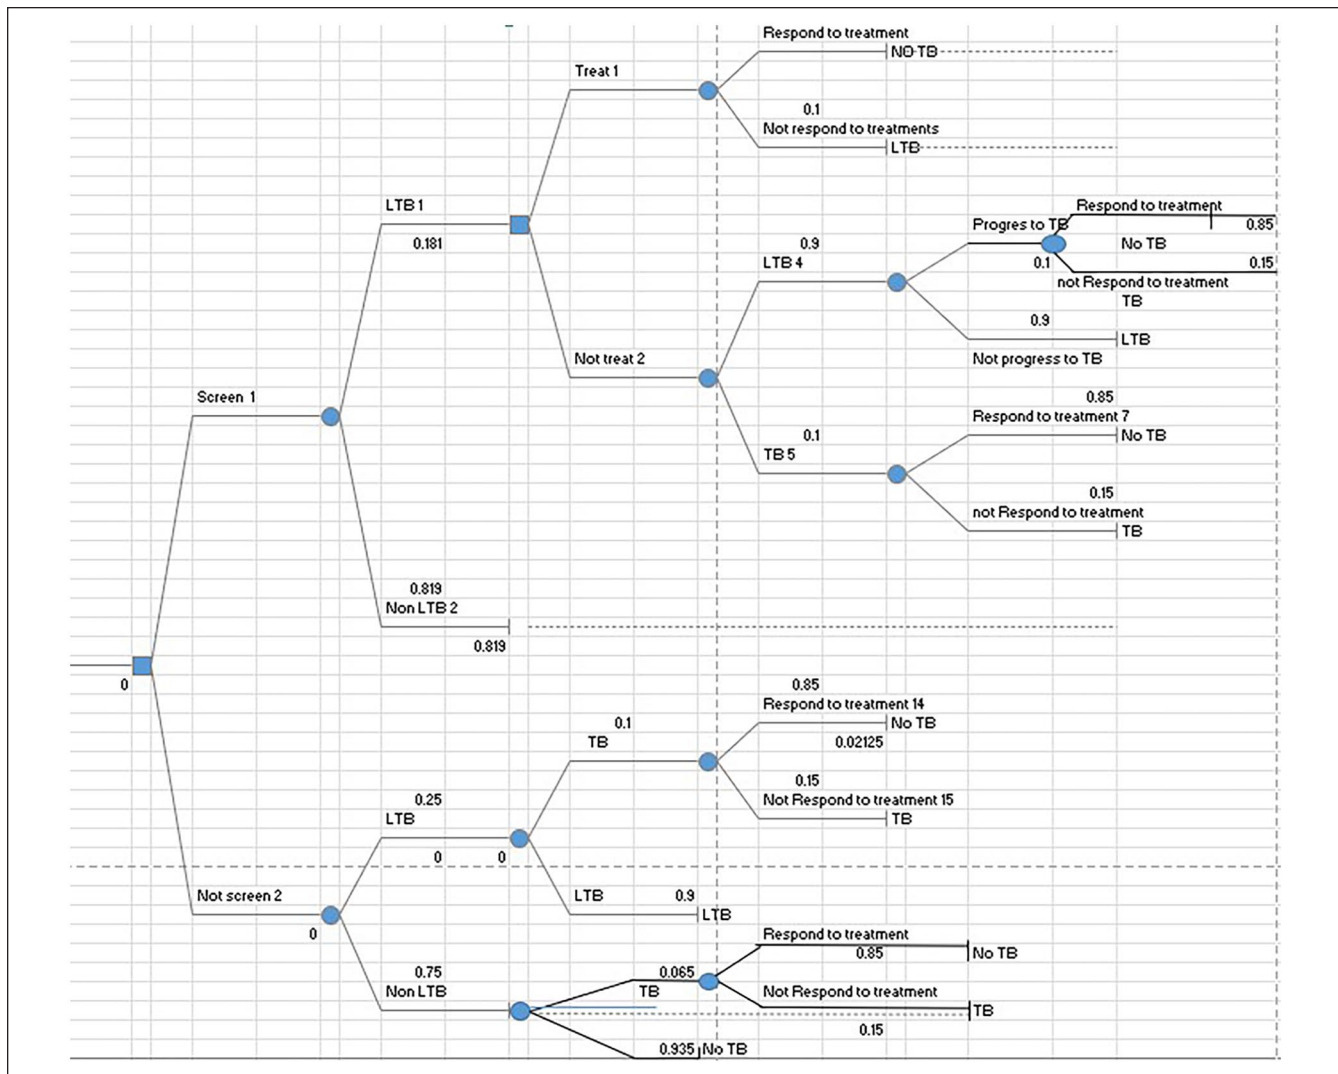 Respond to treatment
NO TB
Treat 1
0.1
Not respond to treatments
LTB
LTB 1
0.181
Respond to treatment
Progres to TB
0.85
0.9
No TB
LTB 4
0.1
0.15
not Respond to treatment
TB
0.9
LTB
Not treat 2
Not progress to TB
0.85
Screen 1
Respond to treatment 7
0.1
No TB
TB 5
0.15
not Respond to treatment
TB
0.819
Non LTB 2
0.819
0
0.85
Respond to treatment 14
0.1
No TB
TB
0.02125
0.15
0.25
Not Respond to treatment 15
LTB
TB
0
0
Not screen 2
LTB
0.9
LTB
0
Respond to treatment
0.85
No TB
0.75
0.065
Non LTB
TB
Not Respond to treatment
TB
0.15
0.935
No TB